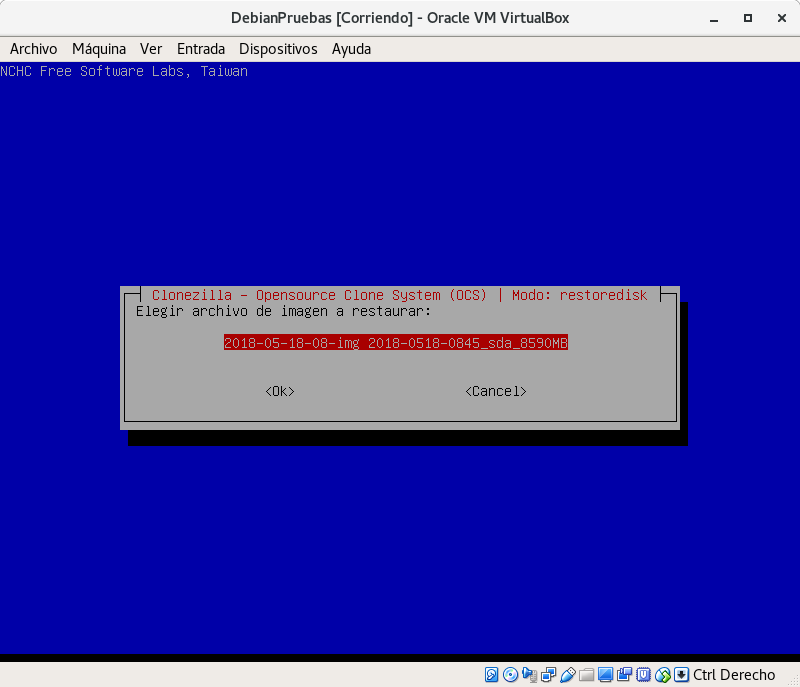 DebianPruebas [Corriendo] - Oracle VM VirtualBox
Archivo Máquina Ver Entrada Dispositivos Ayuda
NCHC Free Software Labs, Taiwan
Clonezilla - Opensource Clone System (OCS) | Modo: restoredisk
Elegir archivo de imagen a restaurar:
2018-05-18-08-img 2018-0518-0845_sda_8590MB
<Ok> <Cancel>
Ctrl Derecho